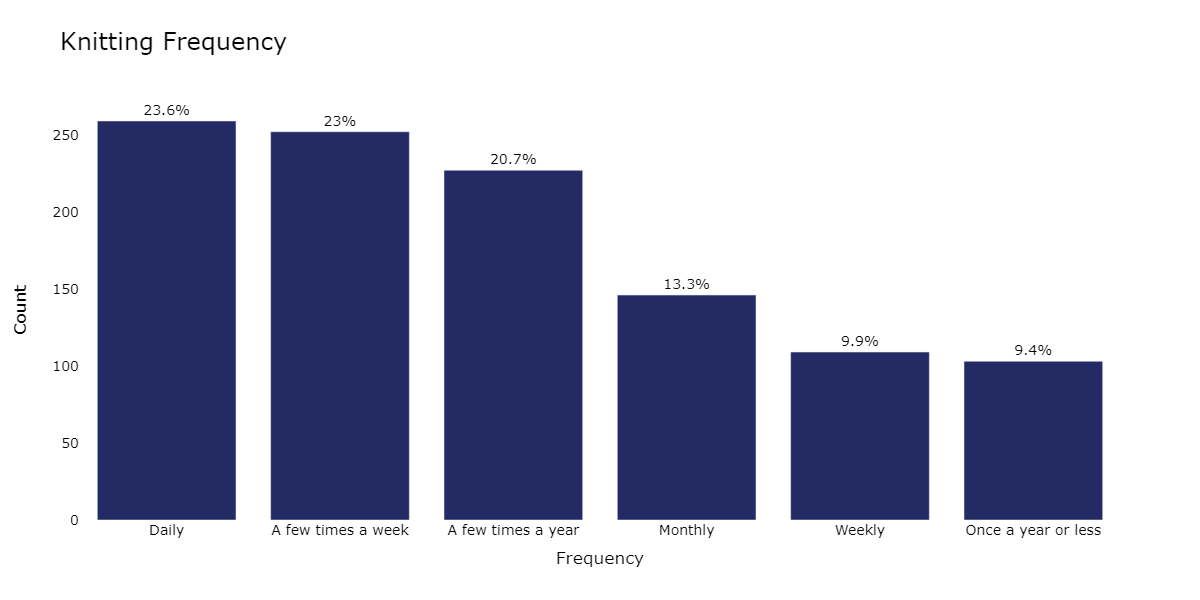 Knitting Frequency
23.6%
23%
20.7%
13.3%
9.9%
9.4%
250
200
150
100
50
0
Count
Daily
A few times a week
A few times a year
Monthly
Weekly
Once a year or less
Frequency